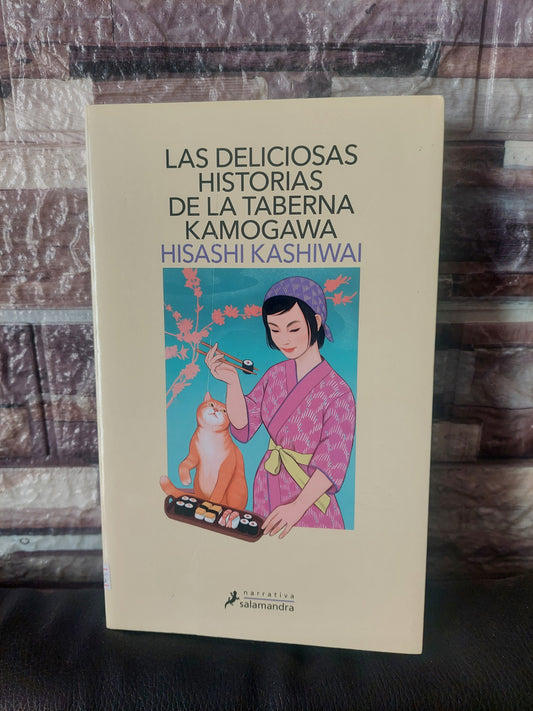 LAS DELICIOSAS
HISTORIAS
DE LA TABERNA
KAMOGAWA
HISASHI KASHIWAI
narrativa
salamandra